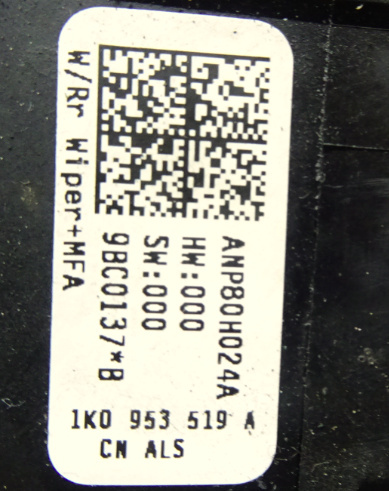 W/Rr Wiper+MFA
ANP80H024A
HW:000
SW:000
9BC0137*B
1K0 953 519 A
CN ALS